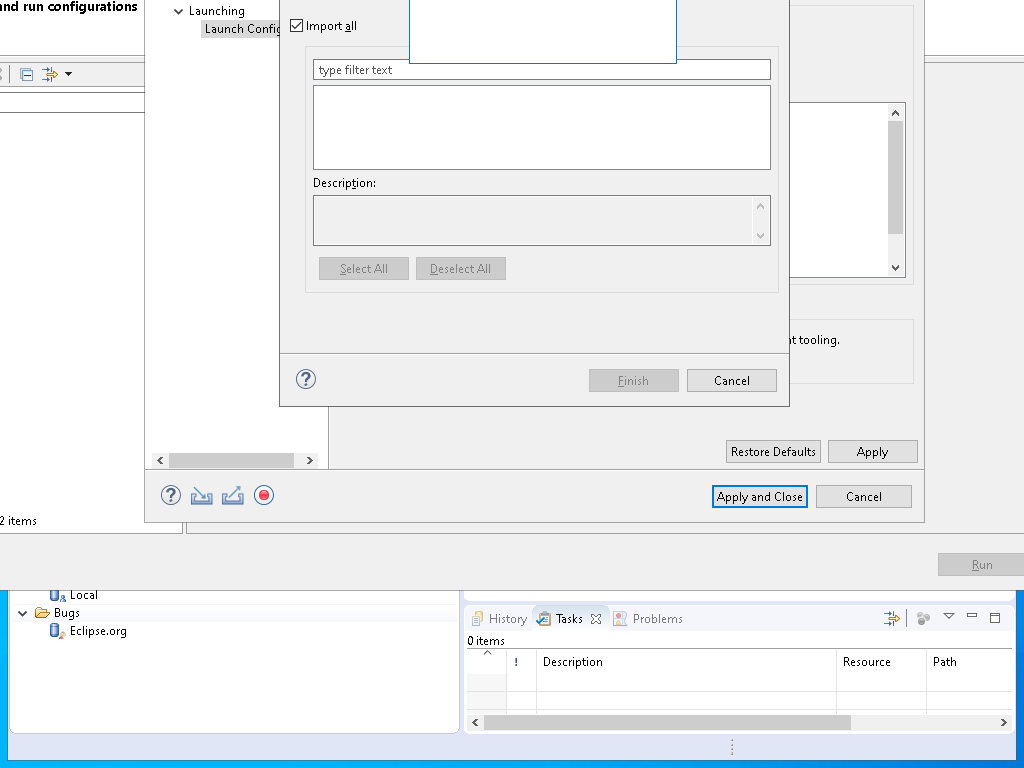 and run configurations
Launching
Launch Config
Import all
type filter text
Description:
Select All
Deselect All
nt tooling.
Finish
Cancel
Restore Defaults
Apply
Apply and Close
Cancel
2 items
Run
Local
Bugs
Eclipse.org
History
Tasks
Problems
0 items
!
Description
Resource
Path